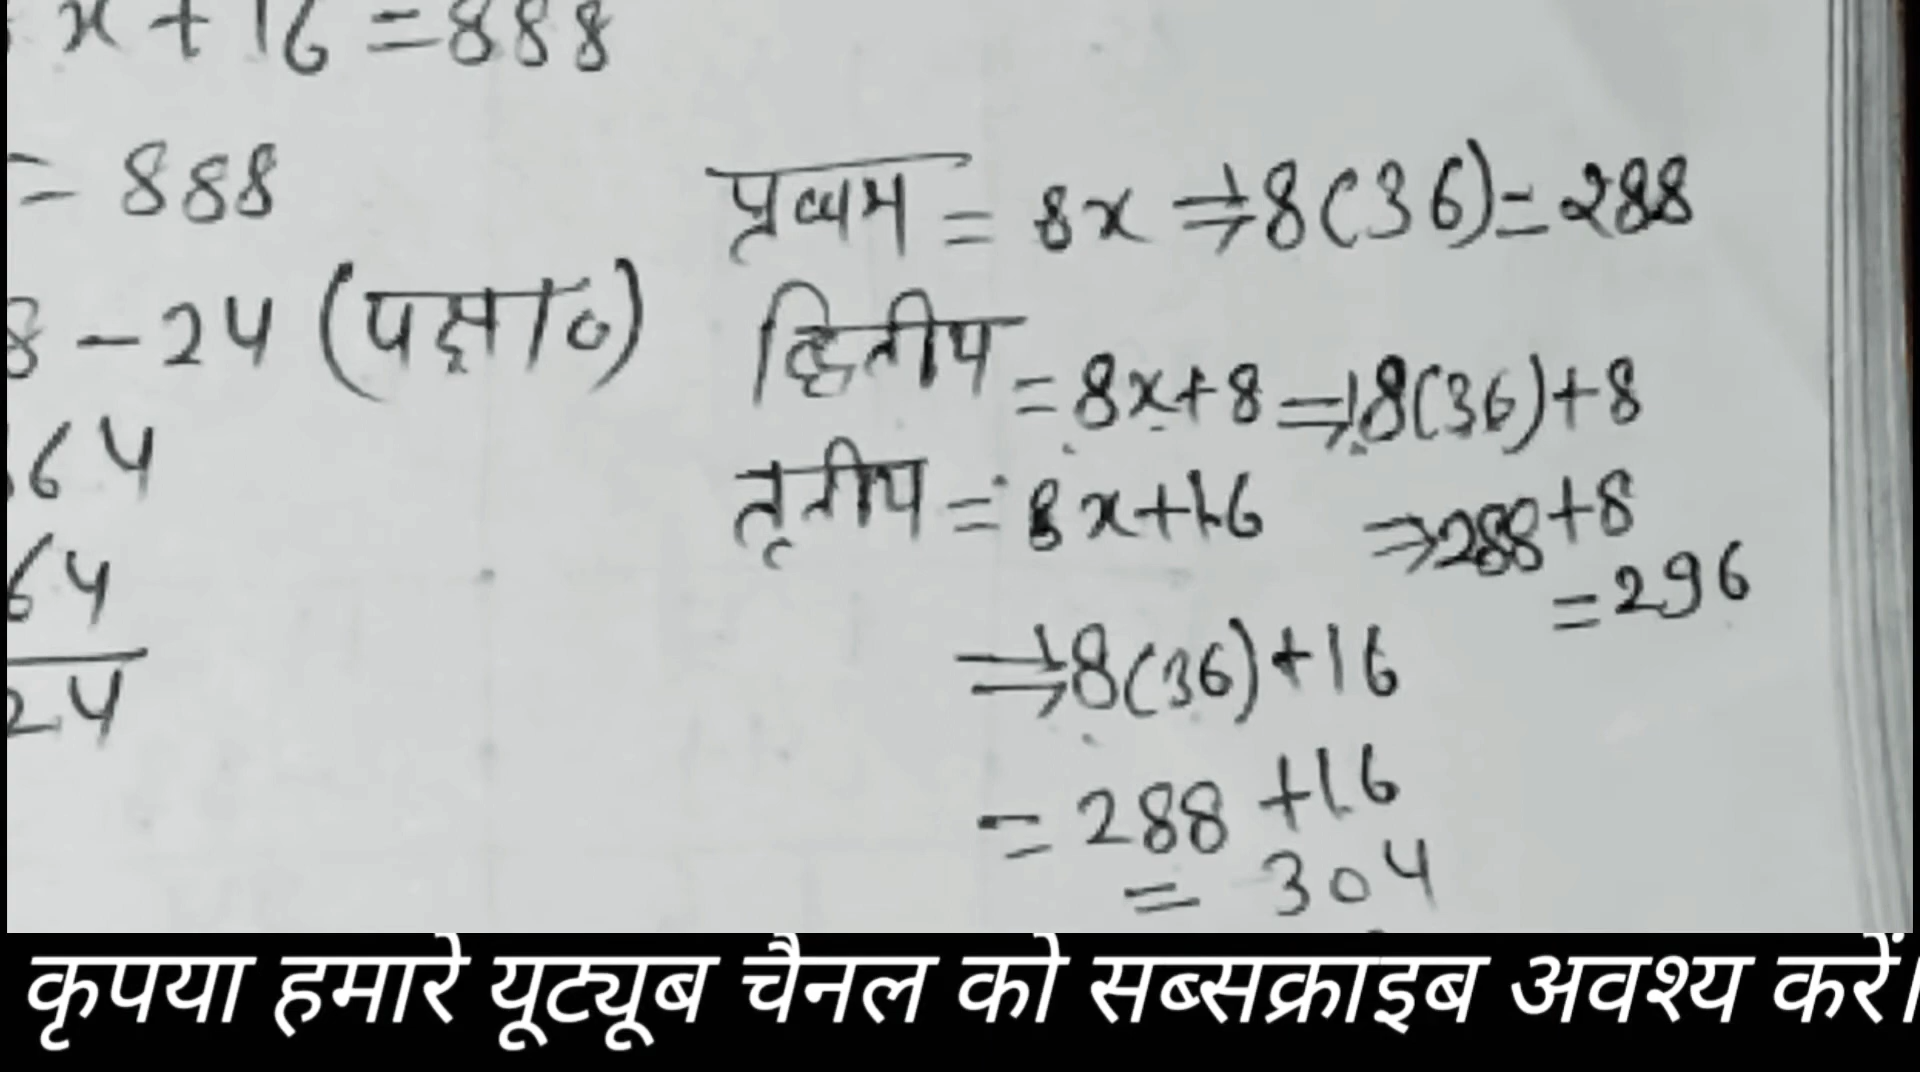 x + 16 = 888
= 888
8 - 24 (पक्षा०)
64
64
24
प्रथम = 8x ⇒ 8(36) = 288
द्वितीय = 8x+8 ⇒ 8(36)+8
⇒ 288+8
= 296
तृतीय = 8x+16
⇒ 8(36)+16
= 288 +16
= 304
कृपया हमारे यूट्यूब चैनल को सब्सक्राइब अवश्य करें।